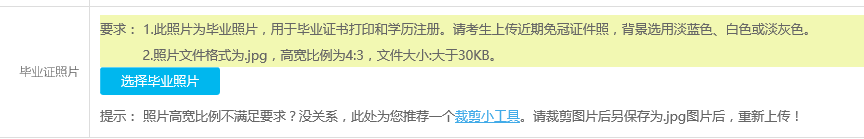 要求： 1.此照片为毕业照片，用于毕业证书打印和学历注册。请考生上传近期免冠证件照，背景选用淡蓝色、白色或淡灰色。
2.照片文件格式为.jpg，高宽比例为4:3，文件大小:大于30KB。
毕业证照片
选择毕业照片
提示： 照片高宽比例不满足要求？没关系，此处为您推荐一个裁剪小工具。请裁剪图片后另保存为.jpg图片后，重新上传！